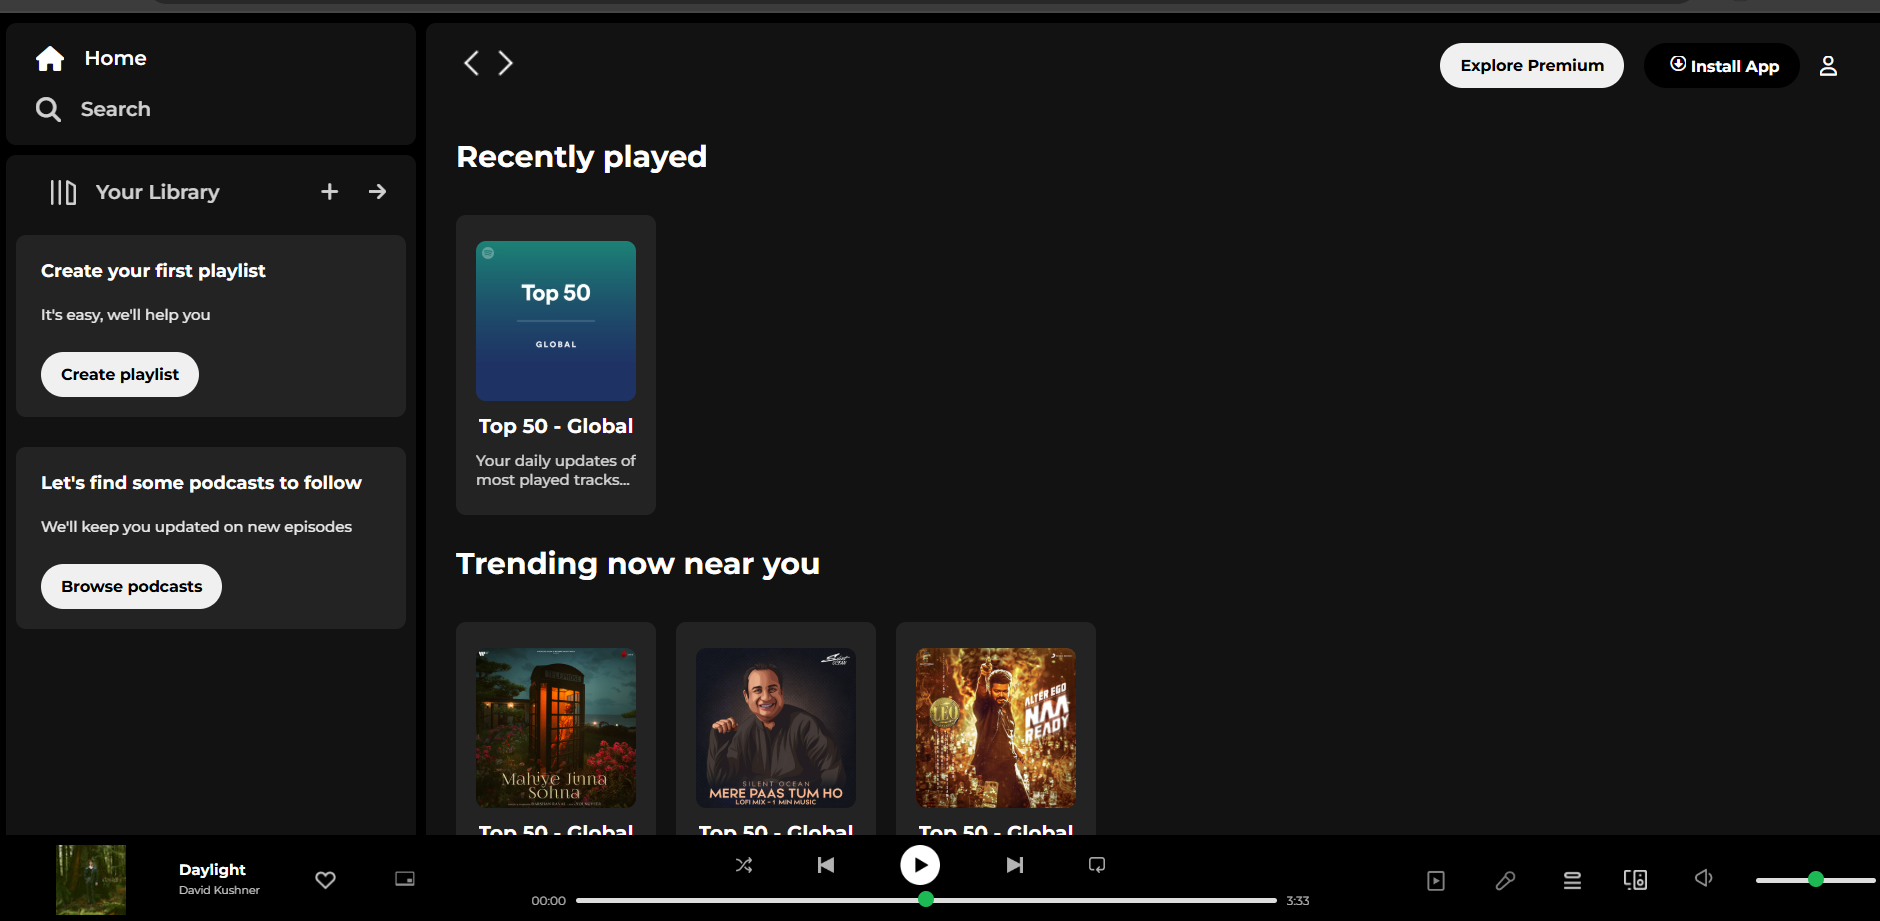 Home
Search
Your Library
Create your first playlist
It's easy, we'll help you
Create playlist
Let's find some podcasts to follow
We'll keep you updated on new episodes
Browse podcasts
Explore Premium
Install App
Recently played
Top 50
GLOBAL
Top 50 - Global
Your daily updates of
most played tracks...
Trending now near you
TELEPHONE
Mahiye Jinna
Sohna
Silent
OCEAN
SILENT OCEAN
MERE PAAS TUM HO
LOFI MIX - 1 MIN MUSIC
LEO
ALTER EGO
NAA
READY
Top 50 - Global
Top 50 - Global
Top 50 - Global
Daylight
David Kushner
00:00
3:33